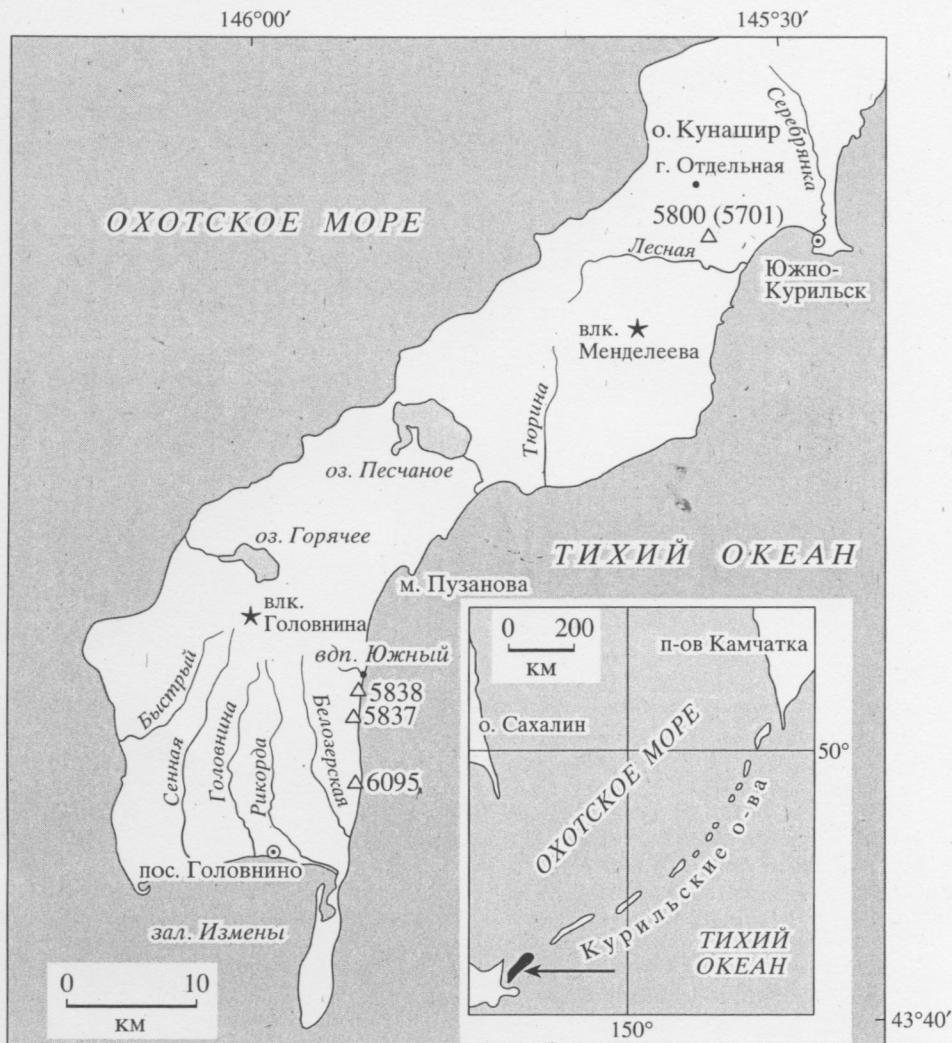 146°00′
145°30′
Серебрянка
о. Кунашир
г. Отдельная
5800 (5701)
ОХОТСКОЕ МОРЕ
Лесная
Южно-
Курильск
влк.
Менделеева
Тюрина
оз. Песчаное
оз. Горячее
ТИХИЙ ОКЕАН
м. Пузанова
влк.
Головнина
вдп. Южный
5838
5837
6095
Быстрый
Сенная
Головнина
Рикорда
Белозерская
пос. Головнино
зал. Измены
0 10
км
0 200
км
п-ов Камчатка
о. Сахалин
50°
ОХОТСКОЕ МОРЕ
Курильские о-ва
ТИХИЙ
ОКЕАН
150°
43°40′